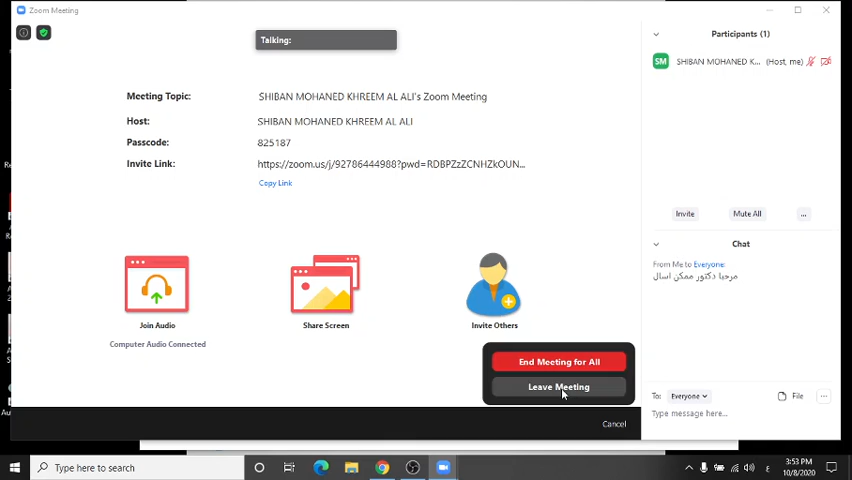 Zoom Meeting
Talking:
Meeting Topic: SHIBAN MOHANED KHREEM AL ALI's Zoom Meeting
Host: SHIBAN MOHANED KHREEM AL ALI
Passcode: 825187
Invite Link: https://zoom.us/j/92786444988?pwd=RDBPZzZCNHZkOUN...
Copy Link
Join Audio
Computer Audio Connected
Share Screen
Invite Others
End Meeting for All
Leave Meeting
Cancel
Participants (1)
SM SHIBAN MOHANED K... (Host, me)
Invite Mute All ...
Chat
From Me to Everyone:
مرحبا دكتور ممكن اسال
To: Everyone File ...
Type message here...
Type here to search
ع 3:53 PM
10/8/2020